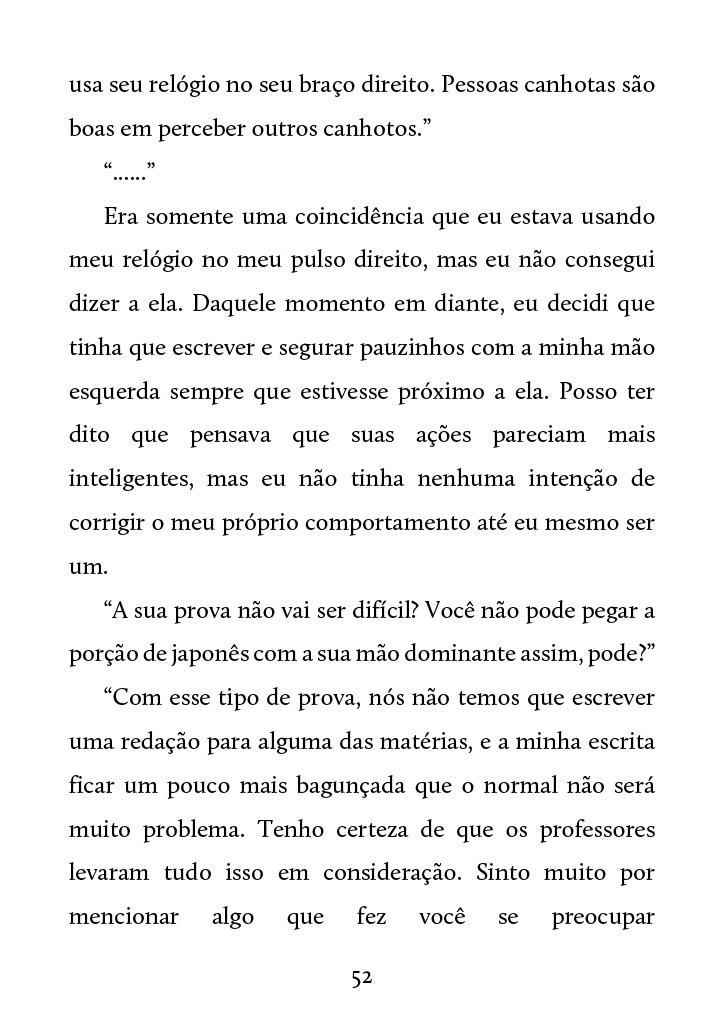 usa seu relógio no seu braço direito. Pessoas canhotas são
boas em perceber outros canhotos.”
“......”
Era somente uma coincidência que eu estava usando
meu relógio no meu pulso direito, mas eu não consegui
dizer a ela. Daquele momento em diante, eu decidi que
tinha que escrever e segurar pauzinhos com a minha mão
esquerda sempre que estivesse próximo a ela. Posso ter
dito que pensava que suas ações pareciam mais
inteligentes, mas eu não tinha nenhuma intenção de
corrigir o meu próprio comportamento até eu mesmo ser
um.
“A sua prova não vai ser difícil? Você não pode pegar a
porção de japonês com a sua mão dominante assim, pode?”
“Com esse tipo de prova, nós não temos que escrever
uma redação para alguma das matérias, e a minha escrita
ficar um pouco mais bagunçada que o normal não será
muito problema. Tenho certeza de que os professores
levaram tudo isso em consideração. Sinto muito por
mencionar algo que fez você se preocupar
52